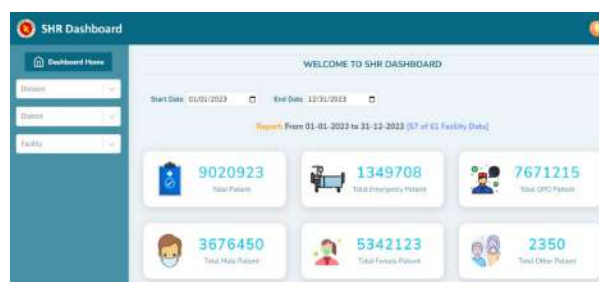 SHR Dashboard
Dashboard Home
WELCOME TO SHR DASHBOARD
Division
District
Facility
Start Date 01/01/2023 End Date 12/31/2023
Report: From 01-01-2023 to 31-12-2023 [57 of 61 Facility Data]
9020923
Total Patient
1349708
Total Emergency Patient
7671215
Total OPD Patient
3676450
Total Male Patient
5342123
Total Female Patient
2350
Total Other Patient